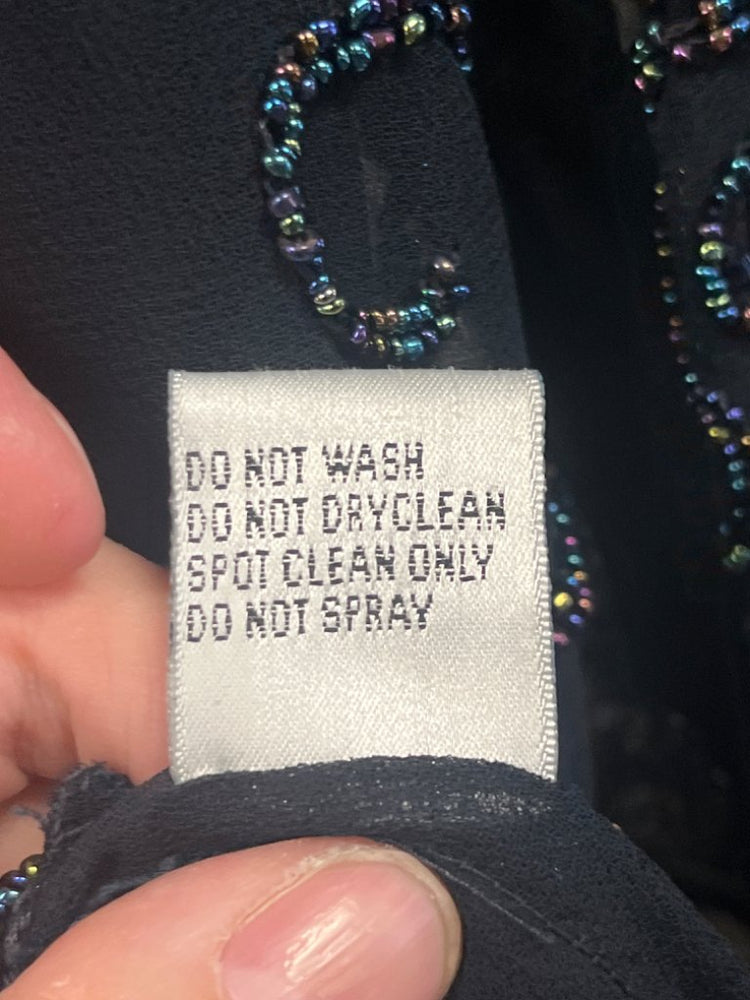 DO NOT WASH
DO NOT DRYCLEAN
SPOT CLEAN ONLY
DO NOT SPRAY